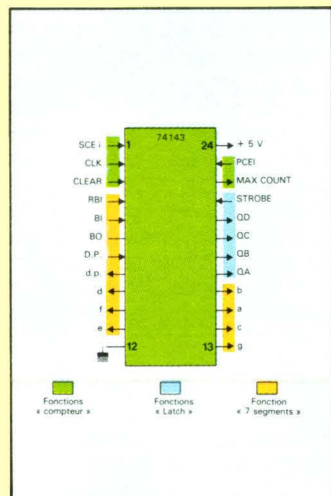 74143
SCE i 1 24 + 5 V
CLK PCEI
CLEAR MAX COUNT
RBI STROBE
BI QD
BO QC
D.P. QB
d.p. QA
d b
f a
e c
12 13 g
Fonctions « compteur »
Fonctions « Latch »
Fonction « 7 segments »